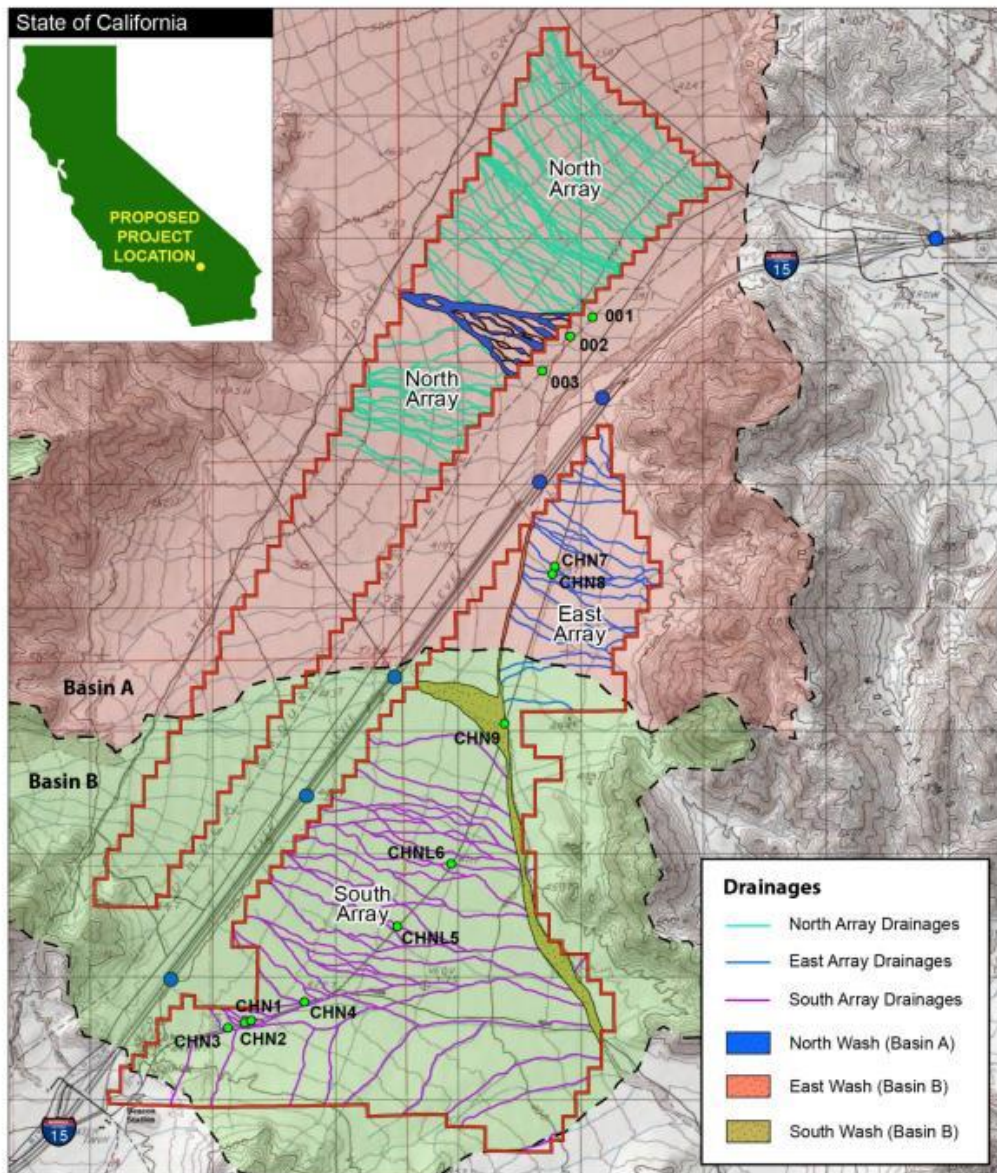 State of California
PROPOSED
PROJECT
LOCATION
North
Array
15
001
002
003
North
Array
CHN7
CHN8
East
Array
Basin A
CHN9
Basin B
CHNL6
South
Array
CHNL5
CHN1
CHN4
CHN3
CHN2
15
Drainages
North Array Drainages
East Array Drainages
South Array Drainages
North Wash (Basin A)
East Wash (Basin B)
South Wash (Basin B)